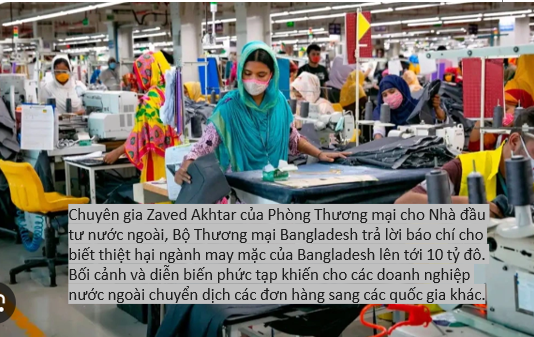 Chuyên gia Zaved Akhtar của Phòng Thương mại cho Nhà đầu
tư nước ngoài, Bộ Thương mại Bangladesh trả lời báo chí cho
biết thiệt hại ngành may mặc của Bangladesh lên tới 10 tỷ đô.
Bối cảnh và diễn biến phức tạp khiến cho các doanh nghiệp
nước ngoài chuyển dịch các đơn hàng sang các quốc gia khác.